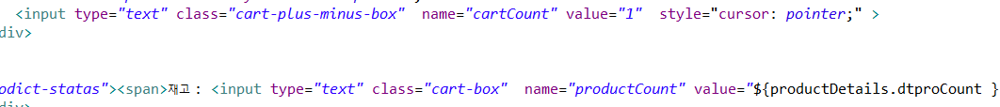 <input type="text" class="cart-plus-minus-box"  name="cartCount" value="1"  style="cursor: pointer;" >
div>
odict-statas"><span>재고 : <input type="text" class="cart-box"  name="productCount" value="${productDetails.dtproCount }
div>